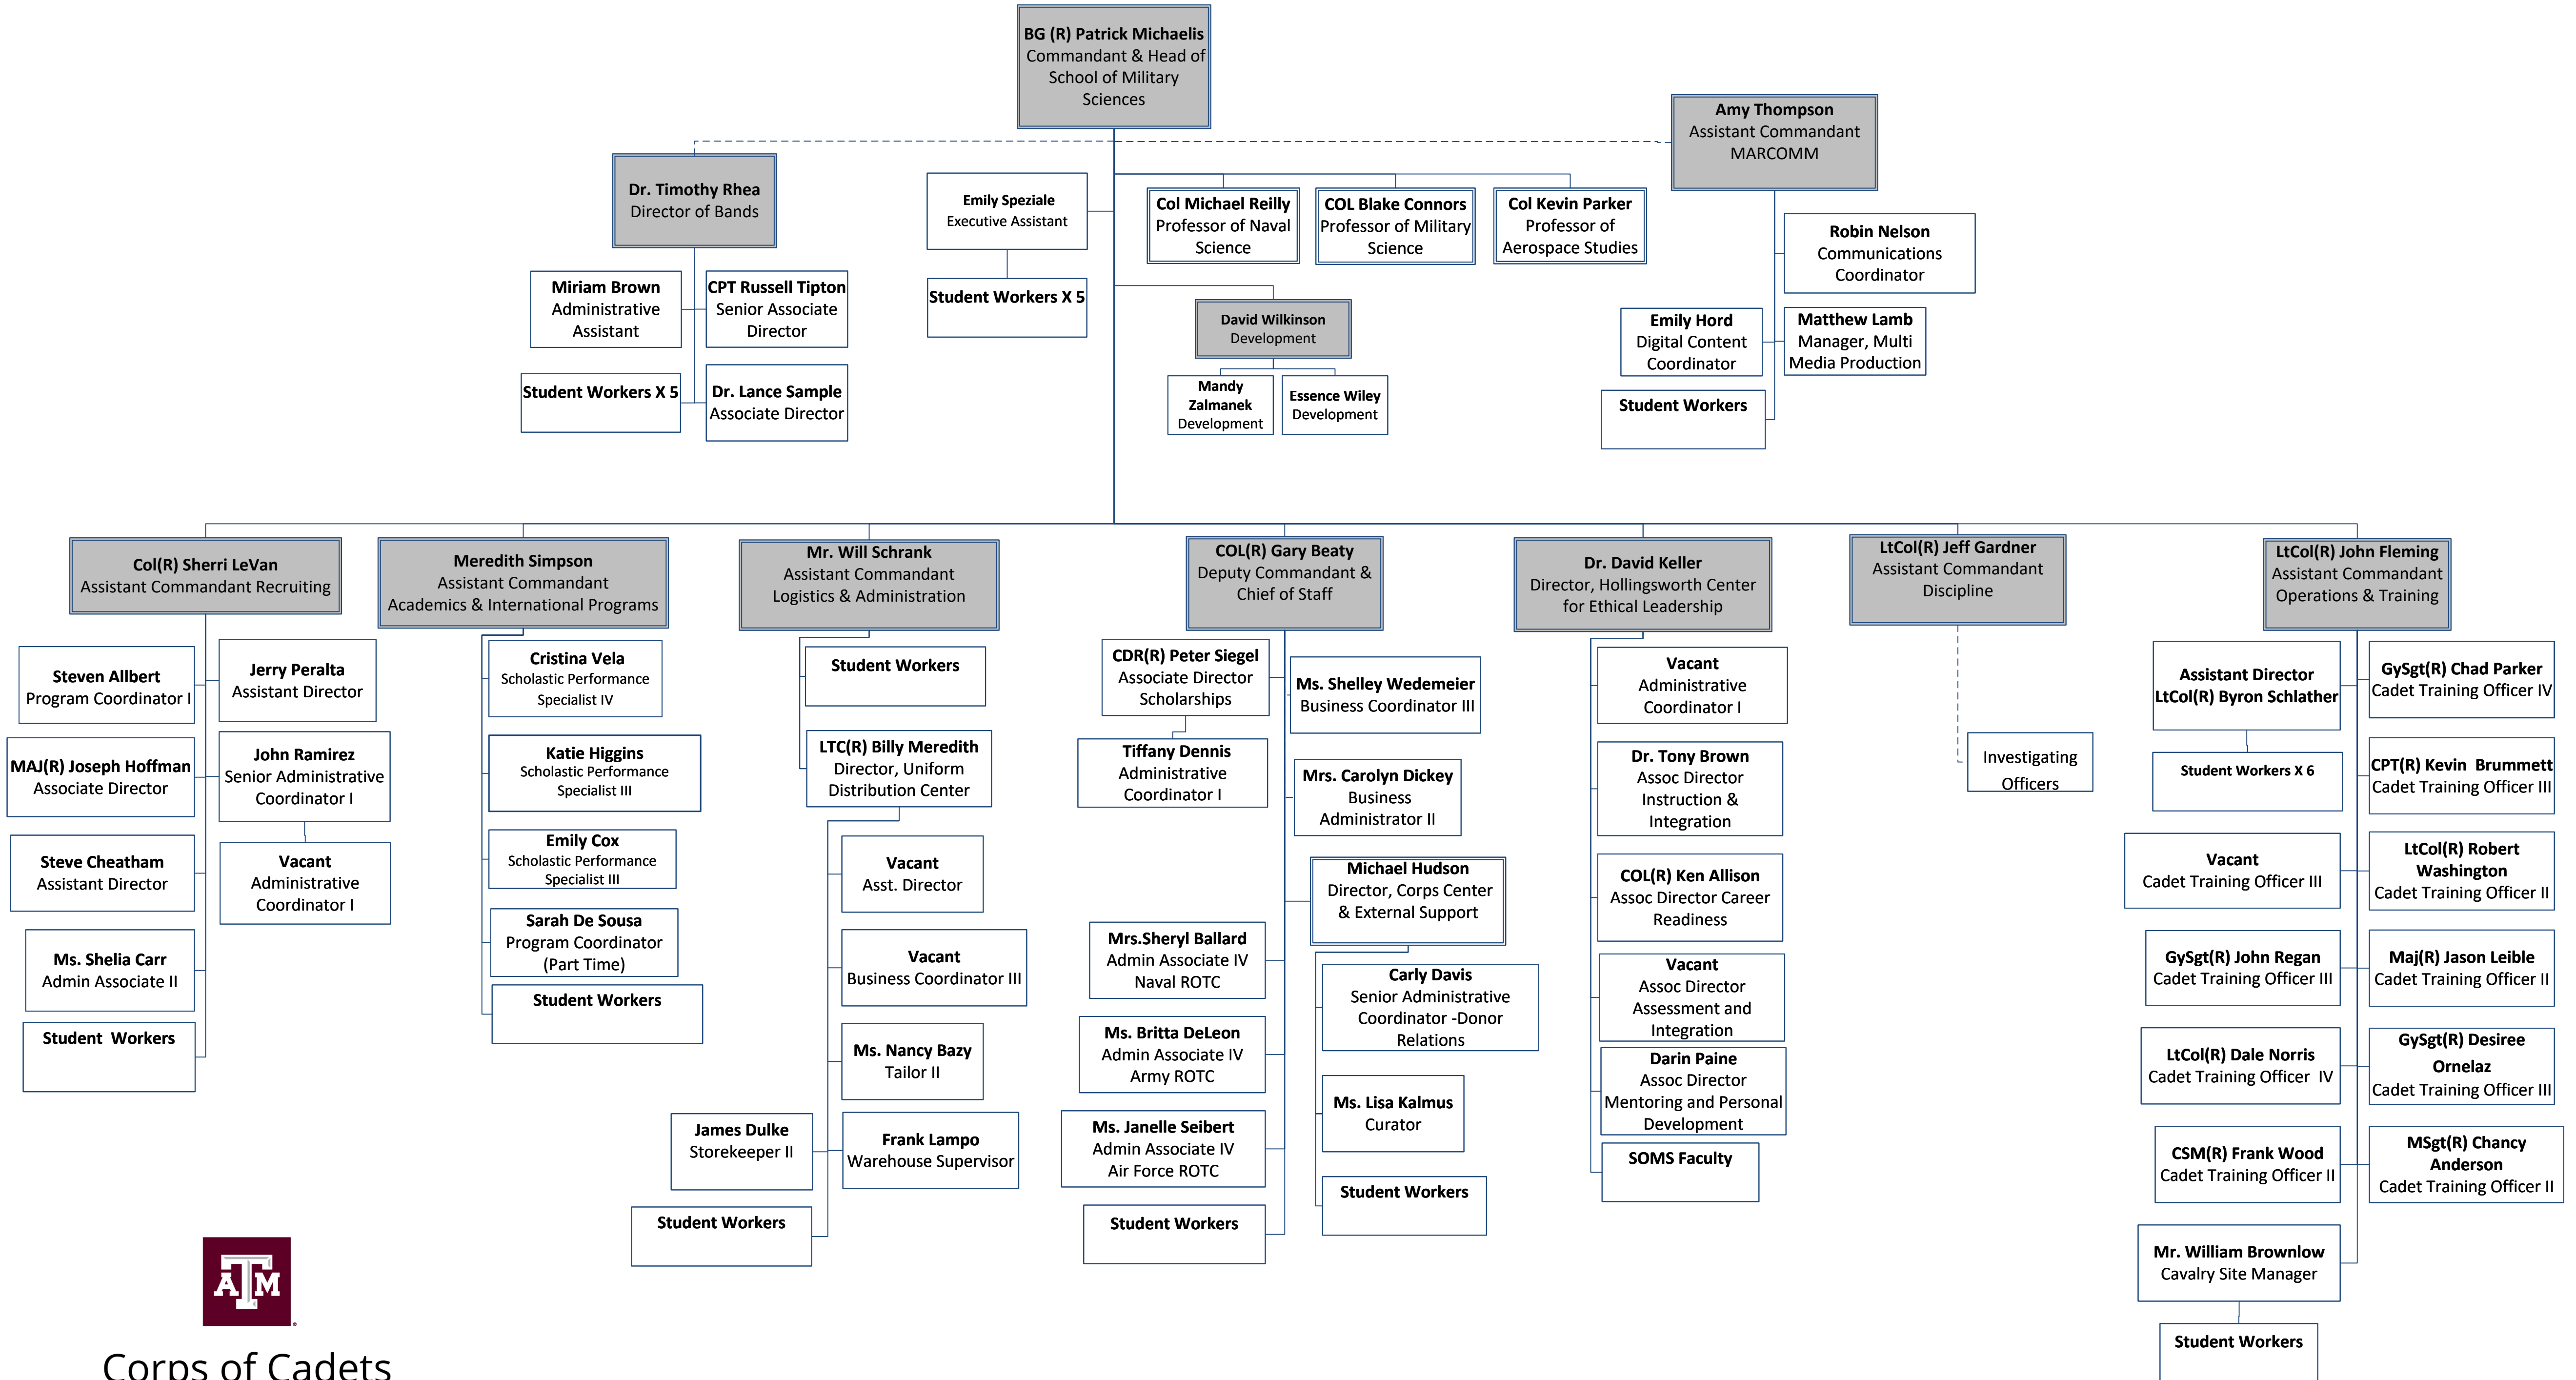 BG (R) Patrick Michaelis
Commandant & Head of
School of Military
Sciences
Amy Thompson
Assistant Commandant
MARCOMM
Dr. Timothy Rhea
Director of Bands
Emily Speziale
Executive Assistant
Col Michael Reilly
Professor of Naval
Science
COL Blake Connors
Professor of Military
Science
Col Kevin Parker
Professor of
Aerospace Studies
Robin Nelson
Communications
Coordinator
Miriam Brown
Administrative
Assistant
CPT Russell Tipton
Senior Associate
Director
Student Workers X 5
David Wilkinson
Development
Emily Hord
Digital Content
Coordinator
Matthew Lamb
Manager, Multi
Media Production
Student Workers X 5
Dr. Lance Sample
Associate Director
Mandy
Zalmanek
Development
Essence Wiley
Development
Student Workers
Col(R) Sherri LeVan
Assistant Commandant Recruiting
Meredith Simpson
Assistant Commandant
Academics & International Programs
Mr. Will Schrank
Assistant Commandant
Logistics & Administration
COL(R) Gary Beaty
Deputy Commandant &
Chief of Staff
Dr. David Keller
Director, Hollingsworth Center
for Ethical Leadership
LtCol(R) Jeff Gardner
Assistant Commandant
Discipline
LtCol(R) John Fleming
Assistant Commandant
Operations & Training
Steven Allbert
Program Coordinator I
Jerry Peralta
Assistant Director
MAJ(R) Joseph Hoffman
Associate Director
John Ramirez
Senior Administrative
Coordinator I
Steve Cheatham
Assistant Director
Vacant
Administrative
Coordinator I
Ms. Shelia Carr
Admin Associate II
Student Workers
Cristina Vela
Scholastic Performance
Specialist IV
Katie Higgins
Scholastic Performance
Specialist III
Emily Cox
Scholastic Performance
Specialist III
Sarah De Sousa
Program Coordinator
(Part Time)
Student Workers
Student Workers
LTC(R) Billy Meredith
Director, Uniform
Distribution Center
Vacant
Asst. Director
Vacant
Business Coordinator III
Ms. Nancy Bazy
Tailor II
James Dulke
Storekeeper II
Frank Lampo
Warehouse Supervisor
Student Workers
CDR(R) Peter Siegel
Associate Director
Scholarships
Ms. Shelley Wedemeier
Business Coordinator III
Tiffany Dennis
Administrative
Coordinator I
Mrs. Carolyn Dickey
Business
Administrator II
Michael Hudson
Director, Corps Center
& External Support
Mrs.Sheryl Ballard
Admin Associate IV
Naval ROTC
Carly Davis
Senior Administrative
Coordinator -Donor
Relations
Ms. Britta DeLeon
Admin Associate IV
Army ROTC
Ms. Lisa Kalmus
Curator
Ms. Janelle Seibert
Admin Associate IV
Air Force ROTC
Student Workers
Student Workers
Vacant
Administrative
Coordinator I
Dr. Tony Brown
Assoc Director
Instruction &
Integration
COL(R) Ken Allison
Assoc Director Career
Readiness
Vacant
Assoc Director
Assessment and
Integration
Darin Paine
Assoc Director
Mentoring and Personal
Development
SOMS Faculty
Investigating
Officers
Assistant Director
LtCol(R) Byron Schlather
GySgt(R) Chad Parker
Cadet Training Officer IV
Student Workers X 6
CPT(R) Kevin Brummett
Cadet Training Officer III
Vacant
Cadet Training Officer III
LtCol(R) Robert
Washington
Cadet Training Officer II
GySgt(R) John Regan
Cadet Training Officer III
Maj(R) Jason Leible
Cadet Training Officer II
LtCol(R) Dale Norris
Cadet Training Officer IV
GySgt(R) Desiree
Ornelaz
Cadet Training Officer III
CSM(R) Frank Wood
Cadet Training Officer II
MSgt(R) Chancy
Anderson
Cadet Training Officer II
Mr. William Brownlow
Cavalry Site Manager
Student Workers
ATM
Corps of Cadets